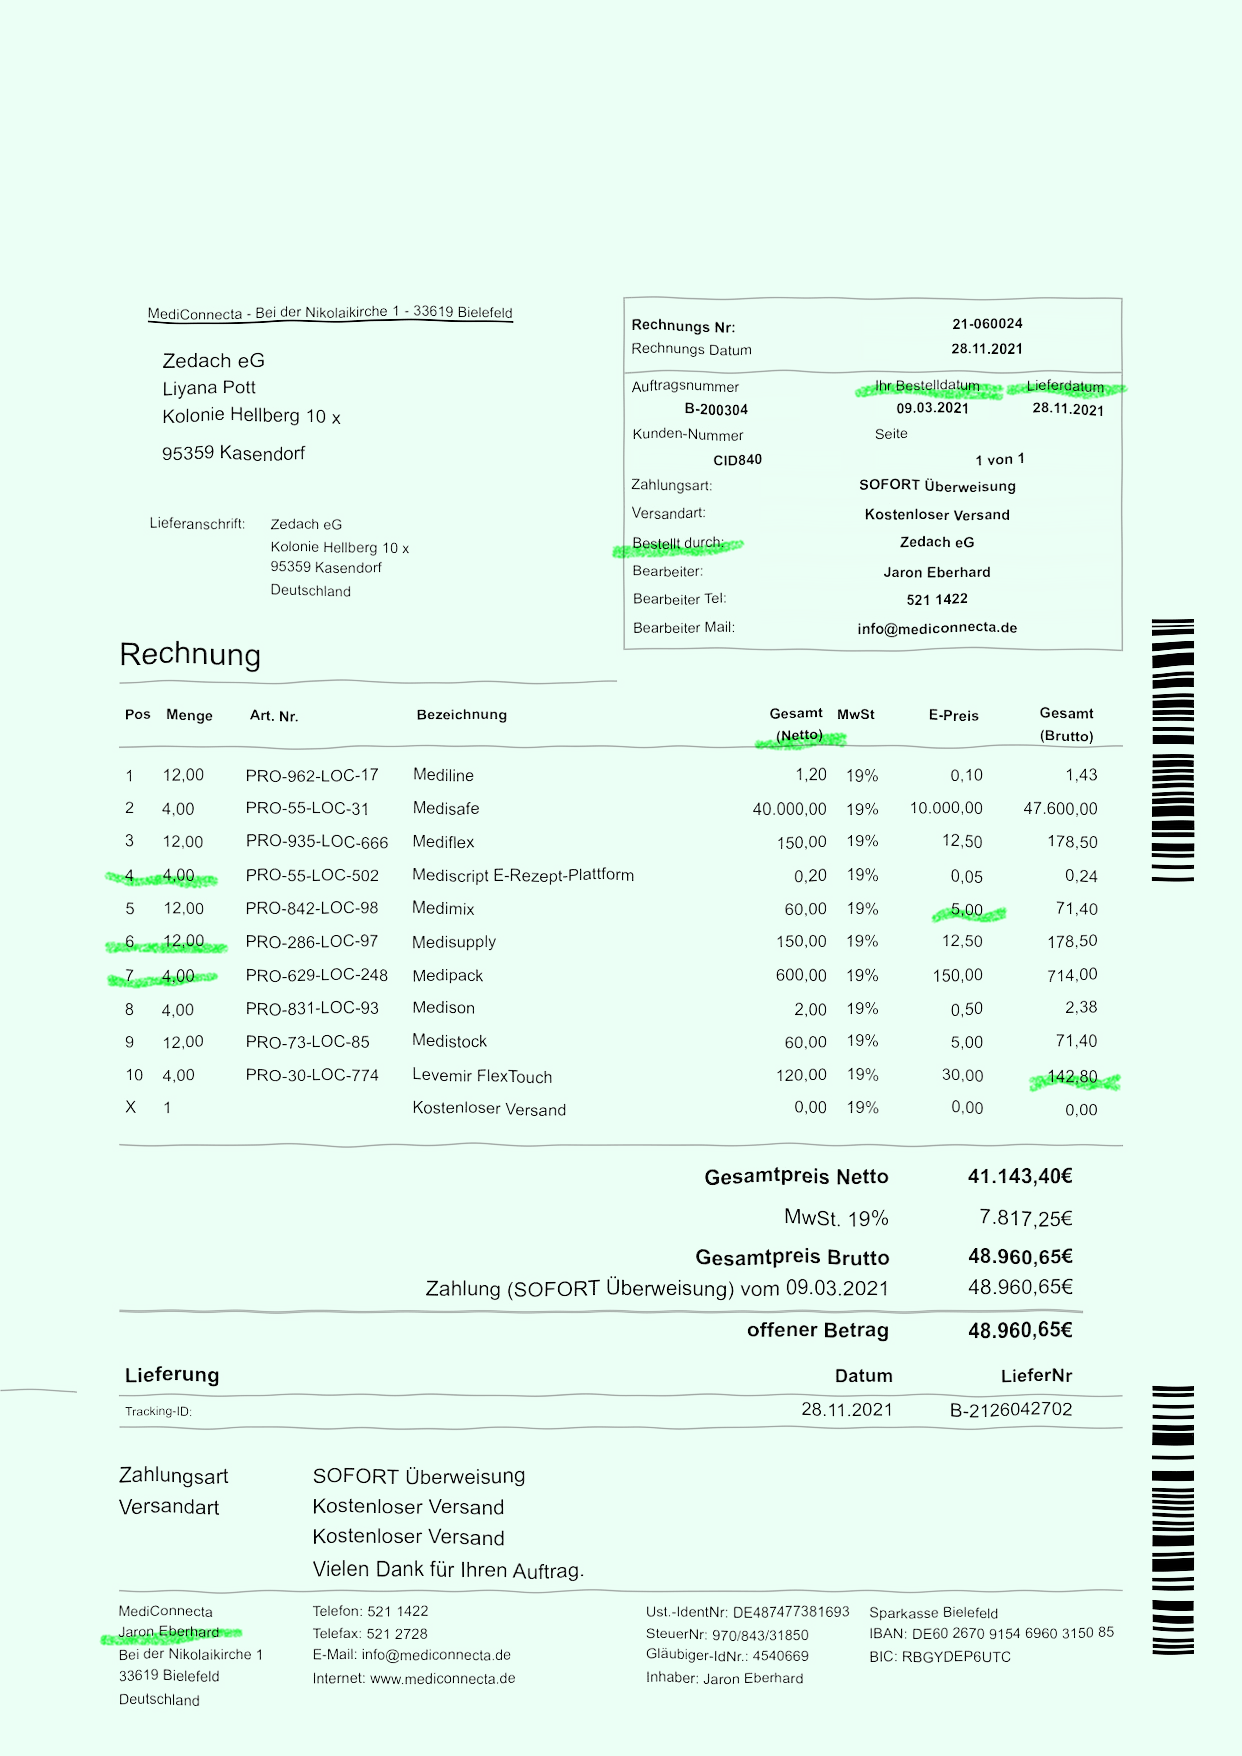 MediConnecta - Bei der Nikolaikirche 1 - 33619 Bielefeld
Zedach eG
Liyana Pott
Kolonie Hellberg 10 x
95359 Kasendorf
Lieferanschrift: Zedach eG
Kolonie Hellberg 10 x
95359 Kasendorf
Deutschland
Rechnungs Nr: 21-060024
Rechnungs Datum 28.11.2021
Auftragsnummer Ihr Bestelldatum Lieferdatum
B-200304 09.03.2021 28.11.2021
Kunden-Nummer Seite
CID840 1 von 1
Zahlungsart: SOFORT Überweisung
Versandart: Kostenloser Versand
Bestellt durch: Zedach eG
Bearbeiter: Jaron Eberhard
Bearbeiter Tel: 521 1422
Bearbeiter Mail: info@mediconnecta.de
Rechnung
Pos Menge Art. Nr. Bezeichnung Gesamt MwSt E-Preis Gesamt
(Netto) (Brutto)
1 12,00 PRO-962-LOC-17 Mediline 1,20 19% 0,10 1,43
2 4,00 PRO-55-LOC-31 Medisafe 40.000,00 19% 10.000,00 47.600,00
3 12,00 PRO-935-LOC-666 Mediflex 150,00 19% 12,50 178,50
4 4,00 PRO-55-LOC-502 Mediscript E-Rezept-Plattform 0,20 19% 0,05 0,24
5 12,00 PRO-842-LOC-98 Medimix 60,00 19% 5,00 71,40
6 12,00 PRO-286-LOC-97 Medisupply 150,00 19% 12,50 178,50
7 4,00 PRO-629-LOC-248 Medipack 600,00 19% 150,00 714,00
8 4,00 PRO-831-LOC-93 Medison 2,00 19% 0,50 2,38
9 12,00 PRO-73-LOC-85 Medistock 60,00 19% 5,00 71,40
10 4,00 PRO-30-LOC-774 Levemir FlexTouch 120,00 19% 30,00 142,80
X 1 Kostenloser Versand 0,00 19% 0,00 0,00
Gesamtpreis Netto 41.143,40€
MwSt. 19% 7.817,25€
Gesamtpreis Brutto 48.960,65€
Zahlung (SOFORT Überweisung) vom 09.03.2021 48.960,65€
offener Betrag 48.960,65€
Lieferung Datum LieferNr
Tracking-ID: 28.11.2021 B-2126042702
Zahlungsart SOFORT Überweisung
Versandart Kostenloser Versand
Kostenloser Versand
Vielen Dank für Ihren Auftrag.
MediConnecta Telefon: 521 1422 Ust.-IdentNr: DE487477381693 Sparkasse Bielefeld
Jaron Eberhard Telefax: 521 2728 SteuerNr: 970/843/31850 IBAN: DE60 2670 9154 6960 3150 85
Bei der Nikolaikirche 1 E-Mail: info@mediconnecta.de Gläubiger-IdNr.: 4540669 BIC: RBGYDEP6UTC
33619 Bielefeld Internet: www.mediconnecta.de Inhaber: Jaron Eberhard
Deutschland